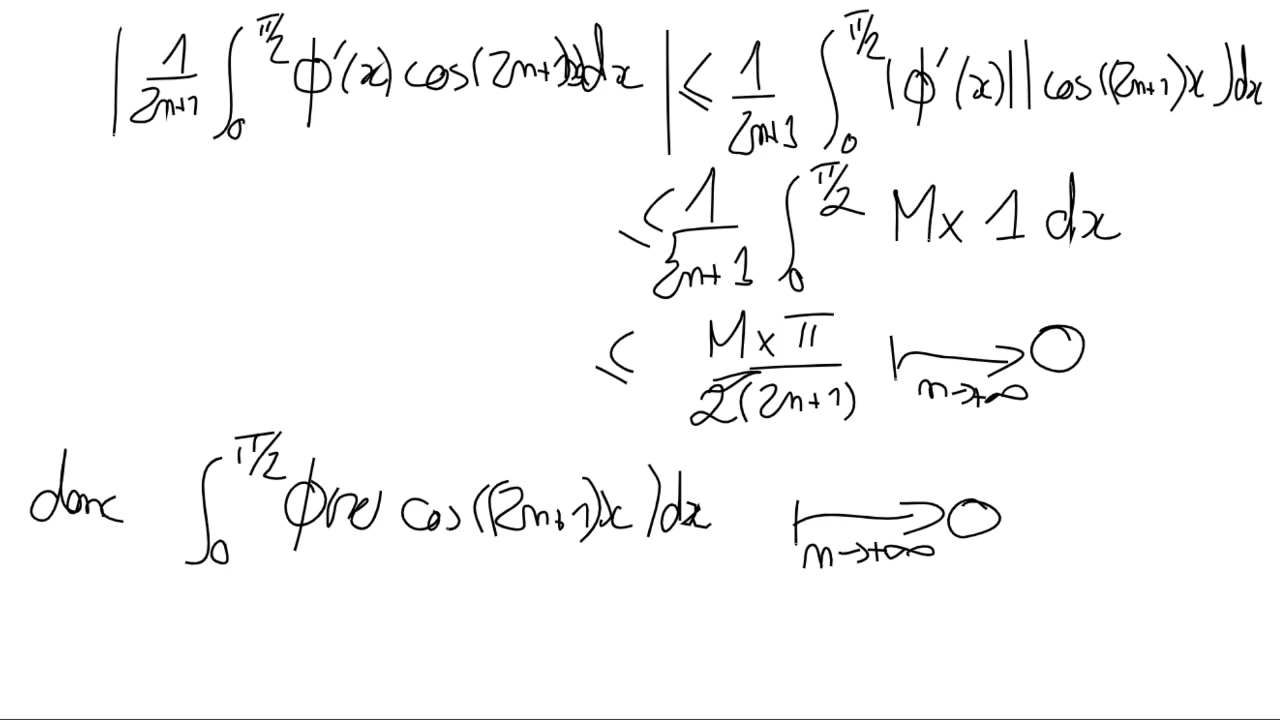 | 1/(2n+1) ∫₀^{π/2} ϕ'(x) cos(2n+1)x)dx | ≤ 1/(2n+1) ∫₀^{π/2} |ϕ'(x)|| cos((2n+1)x)dx
≤ 1/(2n+1) ∫₀^{π/2} M × 1 dx
≤ M × π/(2(2n+1)) ↦ 0 n→+∞
donc ∫₀^{π/2} ϕ(x) cos((2n+1)x)dx ↦ 0 n→+∞